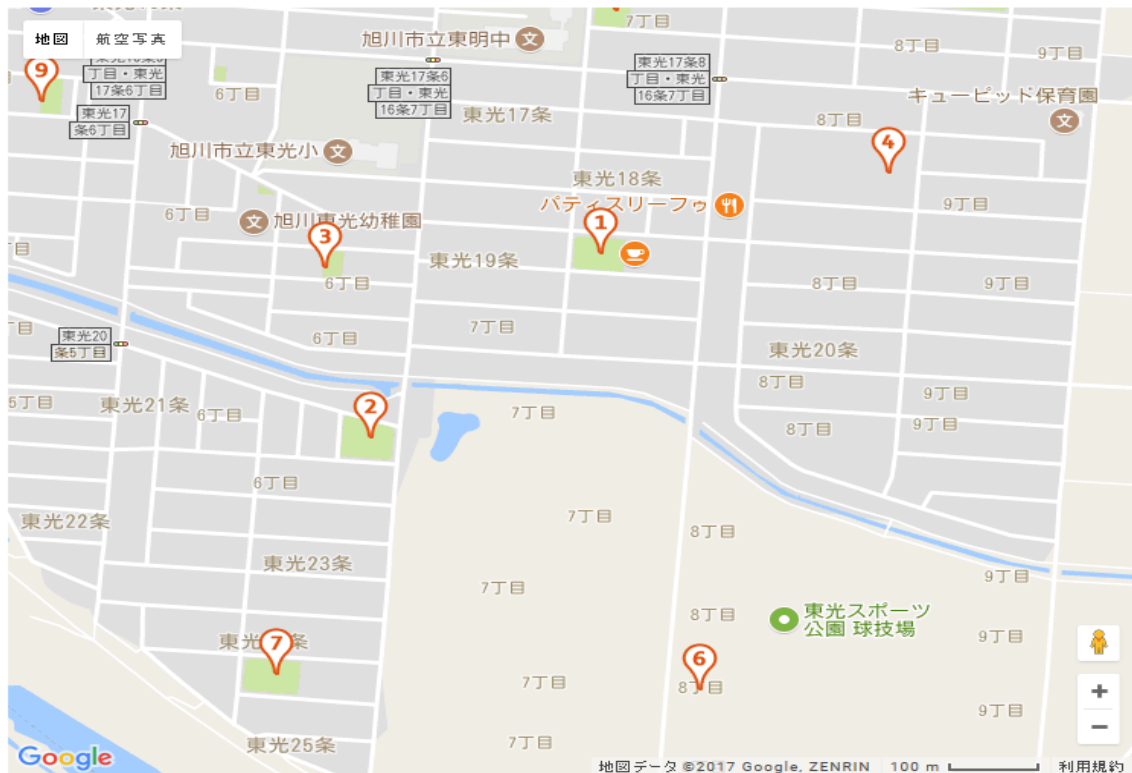 地図
航空写真
7丁目
旭川市立東明中
8丁目
9丁目
9
丁目・東光
17条6丁目
6丁目
東光17条6
丁目・東光
16条7丁目
東光17条8
丁目・東光
16条7丁目
キューピッド保育園
東光17
条6丁目
東光17条
8丁目
4
旭川市立東光小
東光18条
パティスリーフゥ
6丁目
旭川東光幼稚園
9丁目
1
3
東光19条
6丁目
8丁目
9丁目
東光20
条5丁目
6丁目
7丁目
東光20条
8丁目
9丁目
5丁目
東光21条
6丁目
2
7丁目
8丁目
9丁目
6丁目
東光22条
7丁目
8丁目
東光23条
7丁目
9丁目
8丁目
東光スポーツ
公園 球技場
9丁目
7
6
8丁目
7丁目
9丁目
東光25条
7丁目
Google
地図データ ©2017 Google, ZENRIN
100 m
利用規約